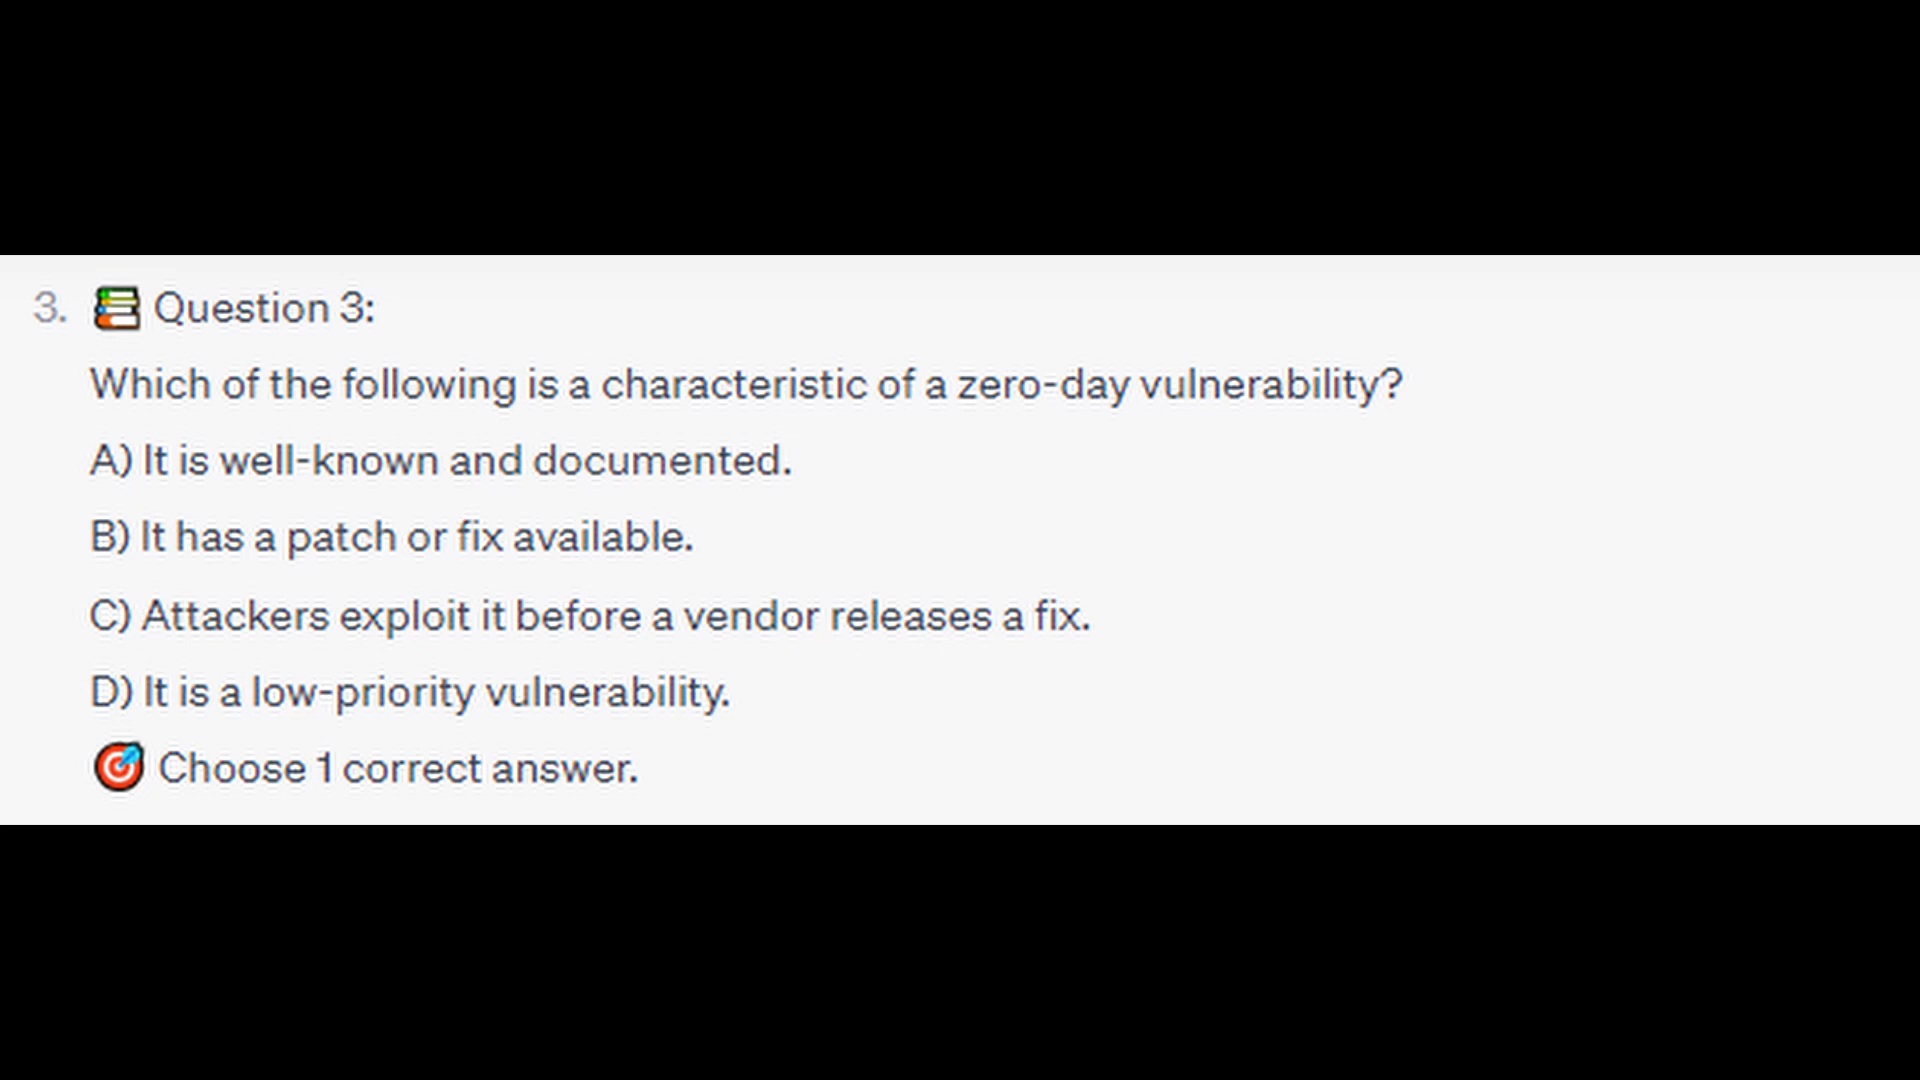 3. 📚 Question 3:
Which of the following is a characteristic of a zero-day vulnerability?
A) It is well-known and documented.
B) It has a patch or fix available.
C) Attackers exploit it before a vendor releases a fix.
D) It is a low-priority vulnerability.
🎯 Choose 1 correct answer.